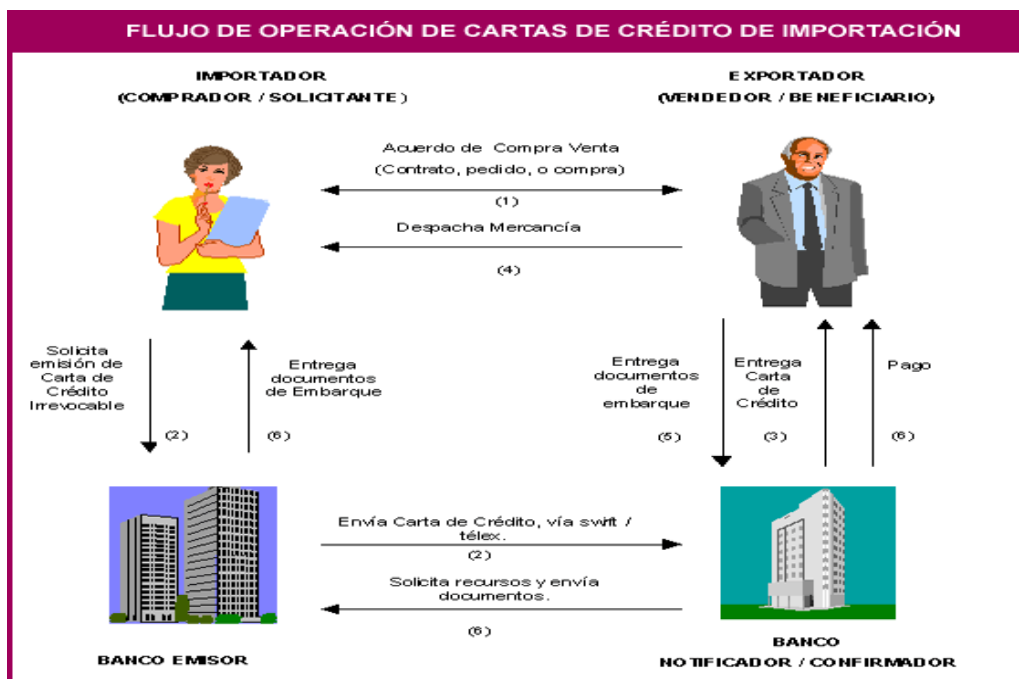 FLUJO DE OPERACIÓN DE CARTAS DE CRÉDITO DE IMPORTACIÓN
IMPORTADOR
(COMPRADOR / SOLICITANTE)
EXPORTADOR
(VENDEDOR / BENEFICIARIO)
Acuerdo de Compra Venta
(Contrato, pedido, o compra)
(1)
Despacha Mercancía
(4)
Solicita
emisión de
Carta de
Crédito
Irrevocable
(2)
Entrega
documentos
de Embarque
(6)
Entrega
documentos
de
embarque
(5)
Entrega
Carta
de
Crédito
(3)
Pago
(6)
Envía Carta de Crédito, vía swift /
télex.
(2)
Solicita recursos y envía
documentos.
(6)
BANCO EMISOR
BANCO
NOTIFICADOR / CONFIRMADOR